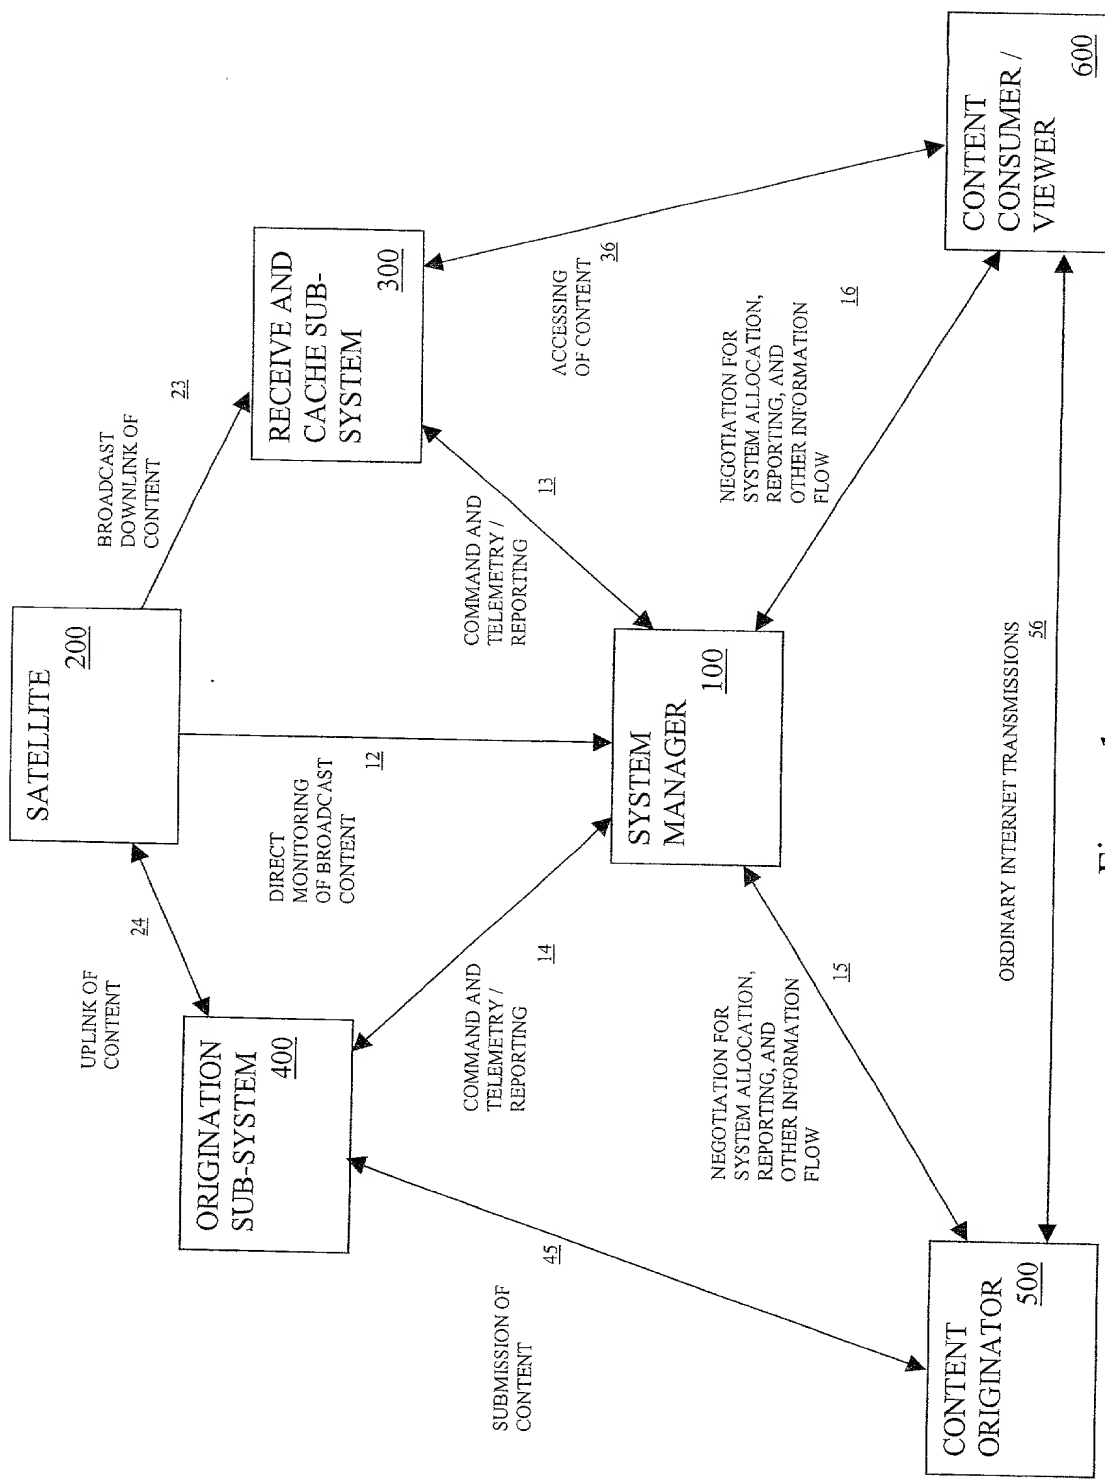 SATELLITE
200
UPLINK OF
CONTENT
24
BROADCAST
DOWNLINK OF
CONTENT
23
ORIGINATION
SUB-SYSTEM
400
RECEIVE AND
CACHE SUB-
SYSTEM
300
DIRECT
MONITORING
OF BROADCAST
CONTENT
12
COMMAND AND
TELEMETRY /
REPORTING
14
COMMAND AND
TELEMETRY /
REPORTING
13
SUBMISSION OF
CONTENT
45
ACCESSING
OF CONTENT
36
SYSTEM
MANAGER
100
NEGOTIATION FOR
SYSTEM ALLOCATION,
REPORTING, AND
OTHER INFORMATION
FLOW
15
NEGOTIATION FOR
SYSTEM ALLOCATION,
REPORTING, AND
OTHER INFORMATION
FLOW
16
CONTENT
ORIGINATOR
500
ORDINARY INTERNET TRANSMISSIONS
56
CONTENT
CONSUMER /
VIEWER
600